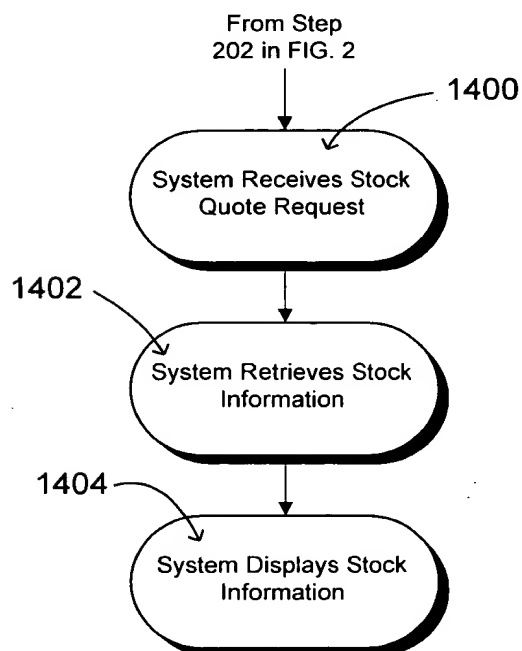 From Step
202 in FIG. 2
1400
System Receives Stock
Quote Request
1402
System Retrieves Stock
Information
1404
System Displays Stock
Information